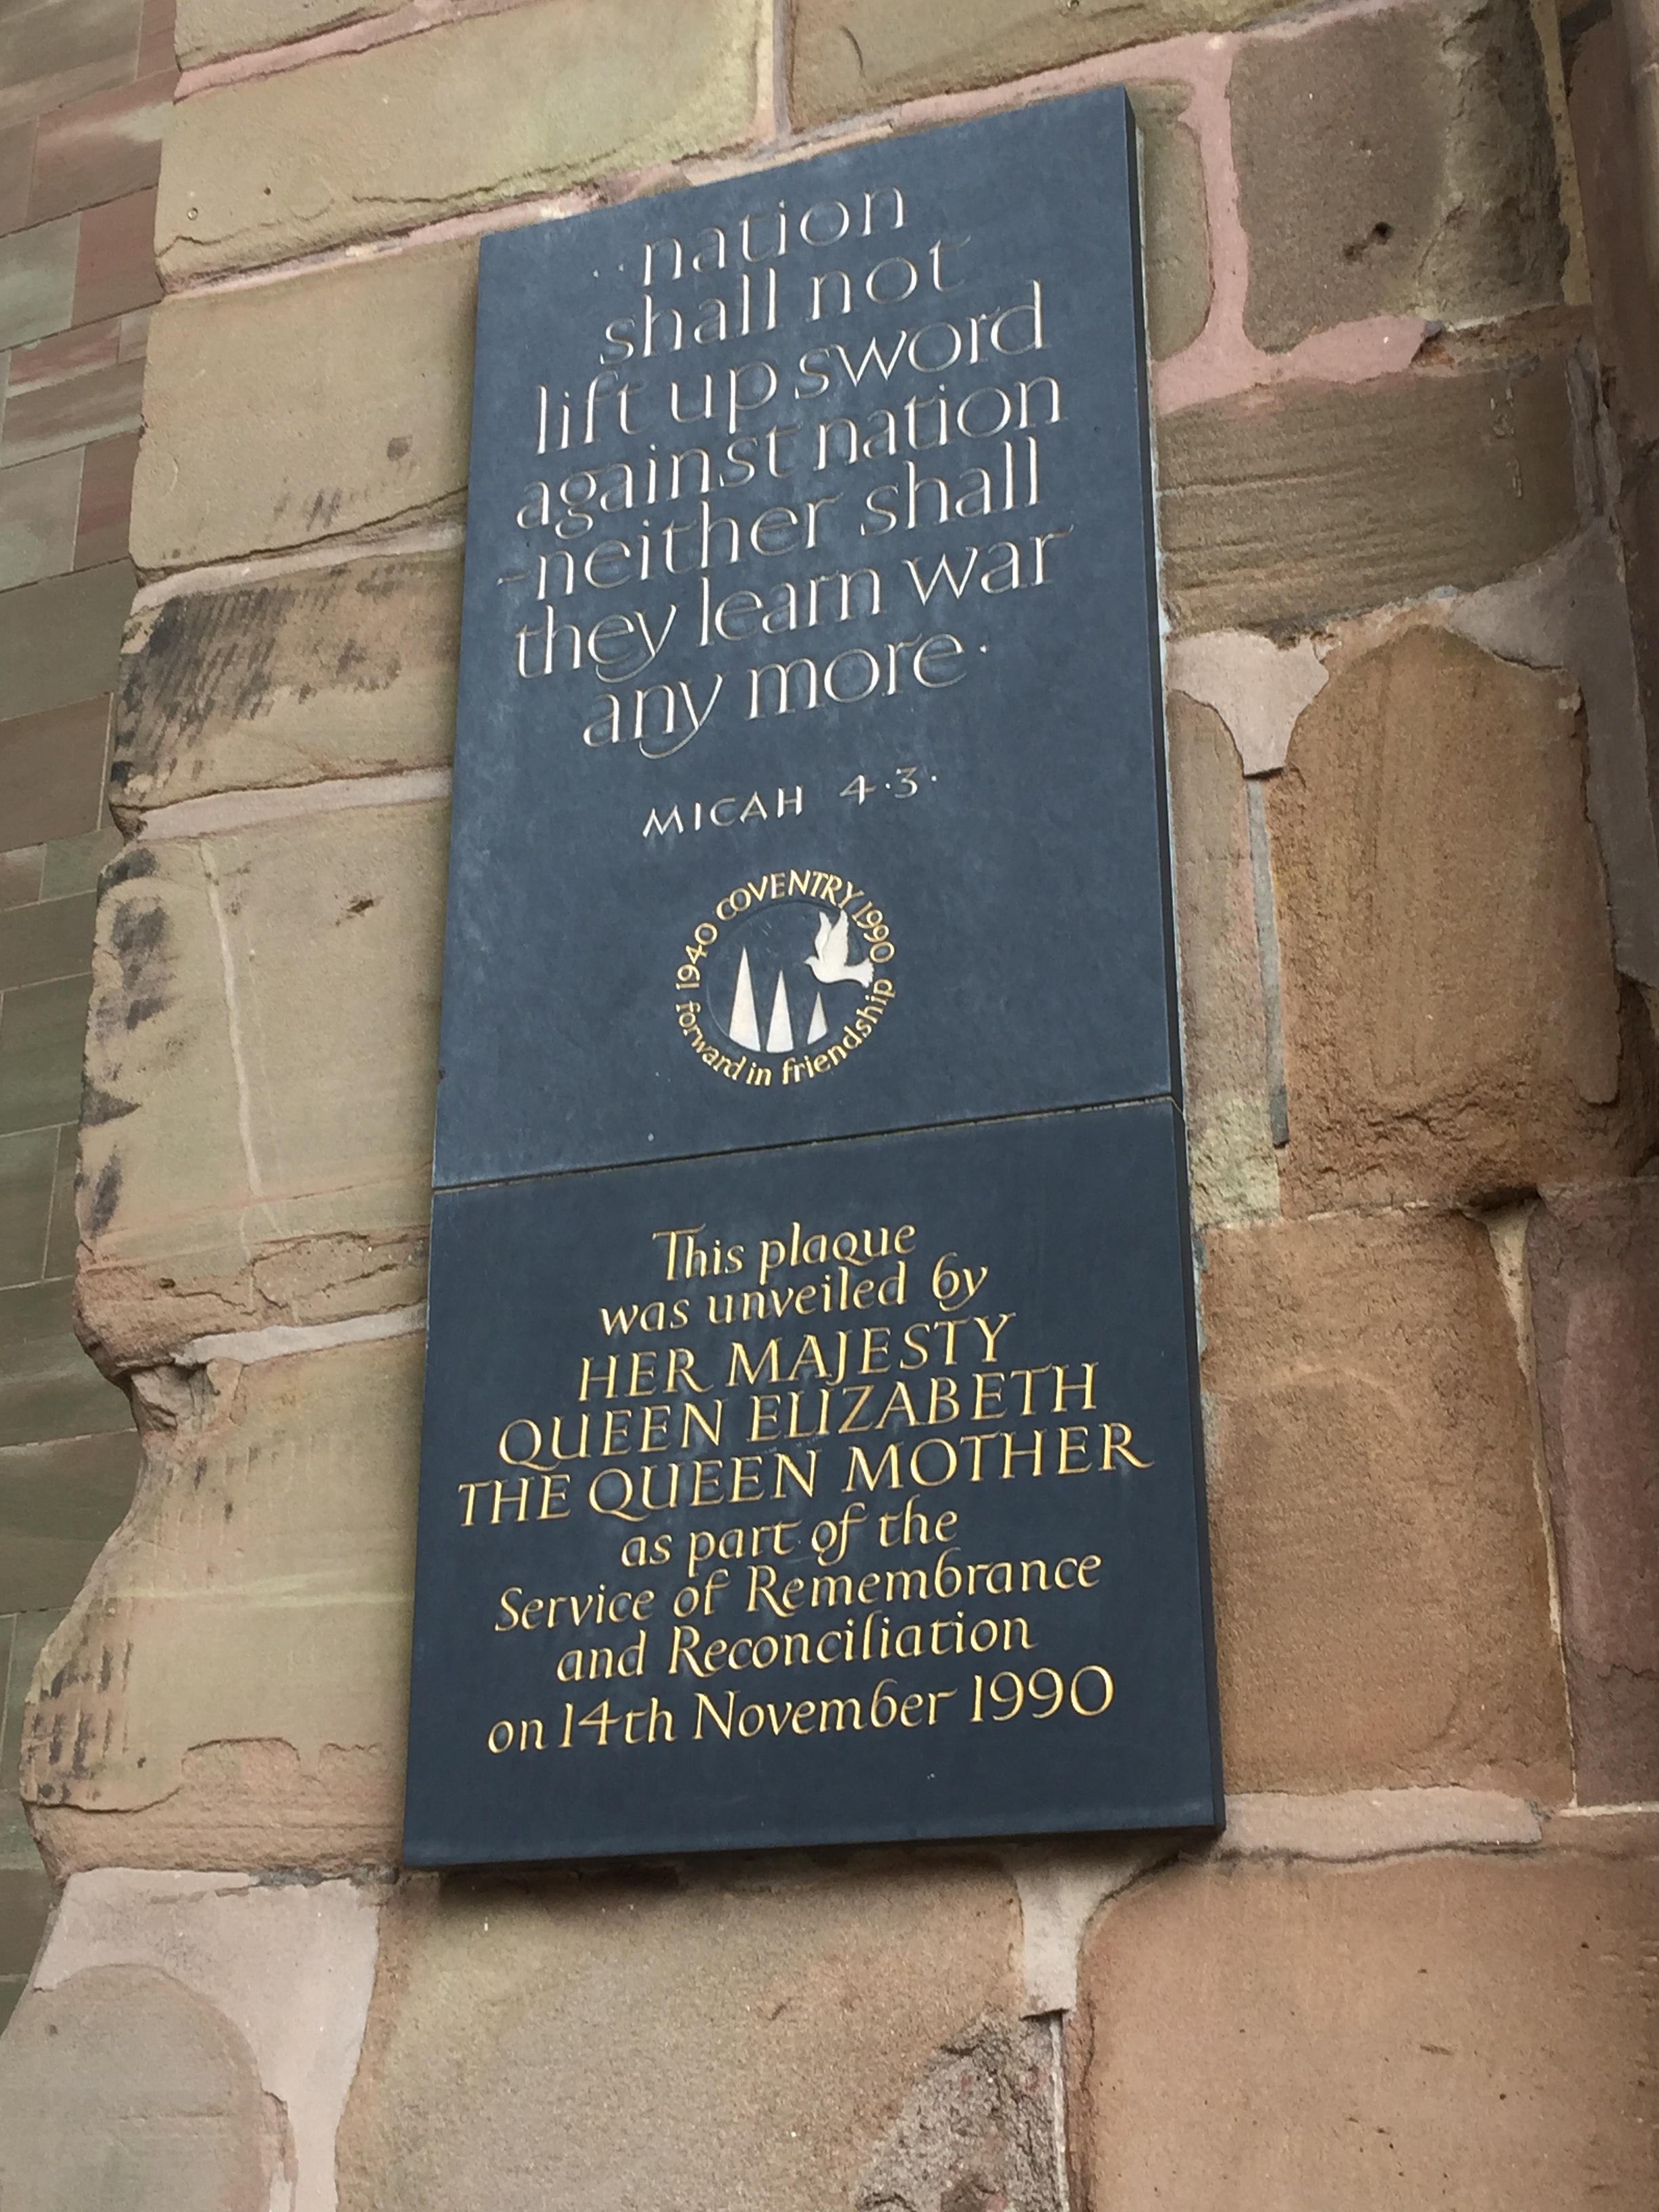 ··nation
shall not
lift up sword
against nation
-neither shall
they learn war
any more·
MICAH 4·3·
1940 COVENTRY 1990
forward in friendship
This plaque
was unveiled by
HER MAJESTY
QUEEN ELIZABETH
THE QUEEN MOTHER
as part of the
Service of Remembrance
and Reconciliation
on 14th November 1990